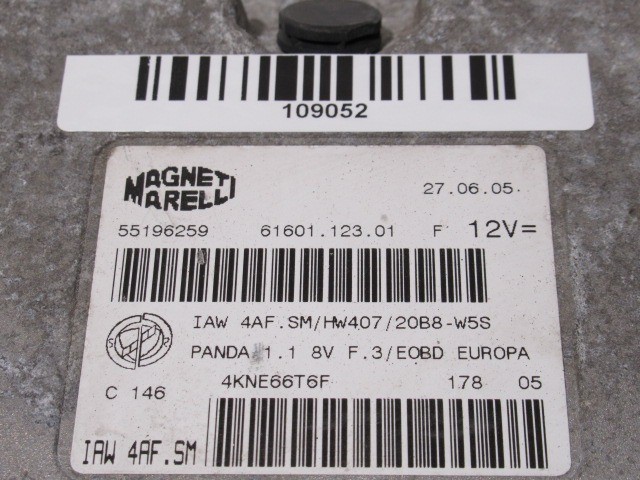 109052
MAGNETI MARELLI
27.06.05
55196259 61601.123.01 F 12V=
IAW 4AF.SM/HW407/20B8-W5S
PANDA 1.1 8V F.3/EOBD EUROPA
C 146 4KNE66T6F 178 05
IAW 4AF.SM